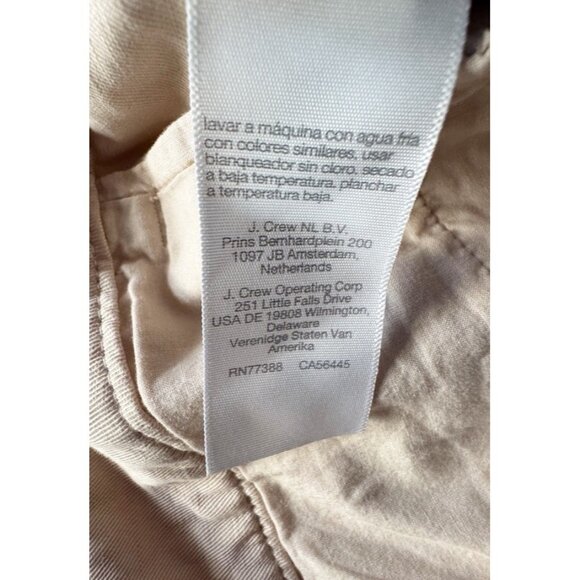 lavar a máquina con agua fría
con colores similares. usar
blanqueador sin cloro. secado
a baja temperatura. planchar
a temperatura baja.
J. Crew NL B.V.
Prins Bernhardplein 200
1097 JB Amsterdam,
Netherlands
J. Crew Operating Corp
251 Little Falls Drive
USA DE 19808 Wilmington,
Delaware
Verenidge Staten Van
Amerika
RN77388 CA56445